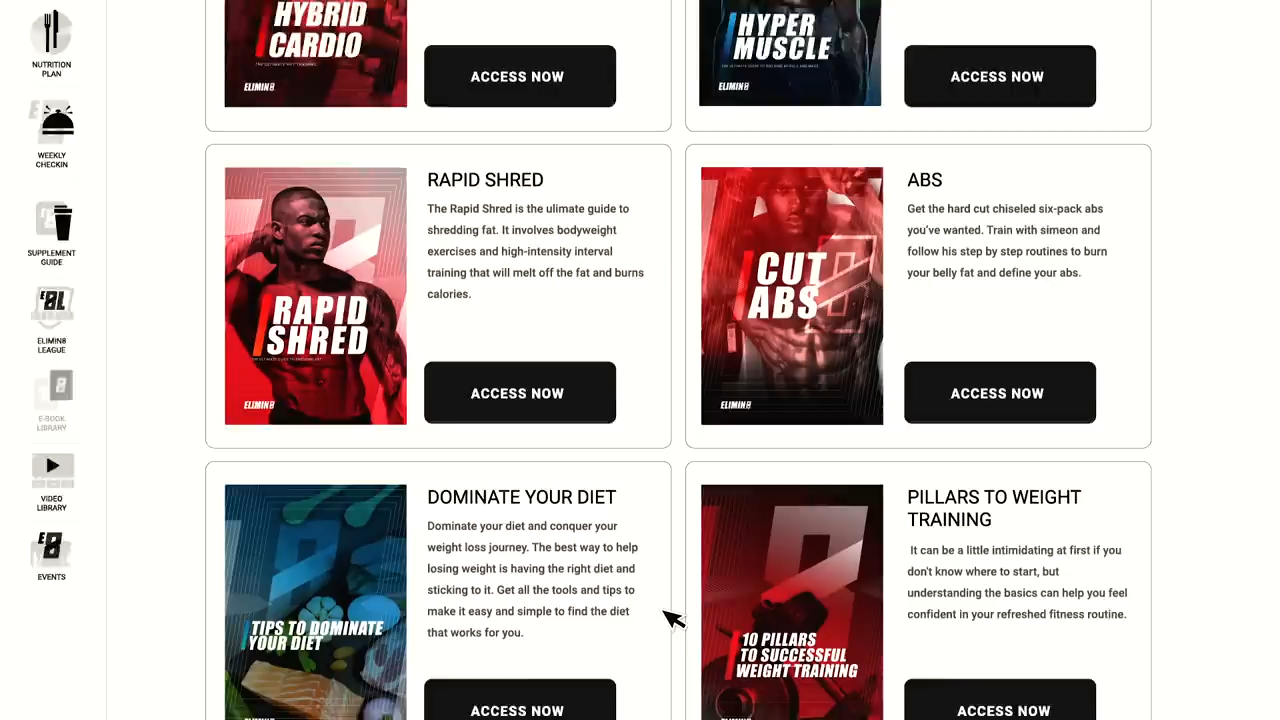 NUTRITION
PLAN
WEEKLY
CHECKIN
SUPPLEMENT
GUIDE
ELIMIN8
LEAGUE
E-BOOK
LIBRARY
VIDEO
LIBRARY
EVENTS
HYBRID
CARDIO
ELIMIN8
ACCESS NOW
HYPER
MUSCLE
ELIMIN8
ACCESS NOW
RAPID
SHRED
ELIMIN8
RAPID SHRED
The Rapid Shred is the ulimate guide to
shredding fat. It involves bodyweight
exercises and high-intensity interval
training that will melt off the fat and burns
calories.
ACCESS NOW
CUT
ABS
ELIMIN8
ABS
Get the hard cut chiseled six-pack abs
you've wanted. Train with simeon and
follow his step by step routines to burn
your belly fat and define your abs.
ACCESS NOW
TIPS TO DOMINATE
YOUR DIET
DOMINATE YOUR DIET
Dominate your diet and conquer your
weight loss journey. The best way to help
losing weight is having the right diet and
sticking to it. Get all the tools and tips to
make it easy and simple to find the diet
that works for you.
ACCESS NOW
10 PILLARS
TO SUCCESSFUL
WEIGHT TRAINING
PILLARS TO WEIGHT
TRAINING
It can be a little intimidating at first if you
don't know where to start, but
understanding the basics can help you feel
confident in your refreshed fitness routine.
ACCESS NOW